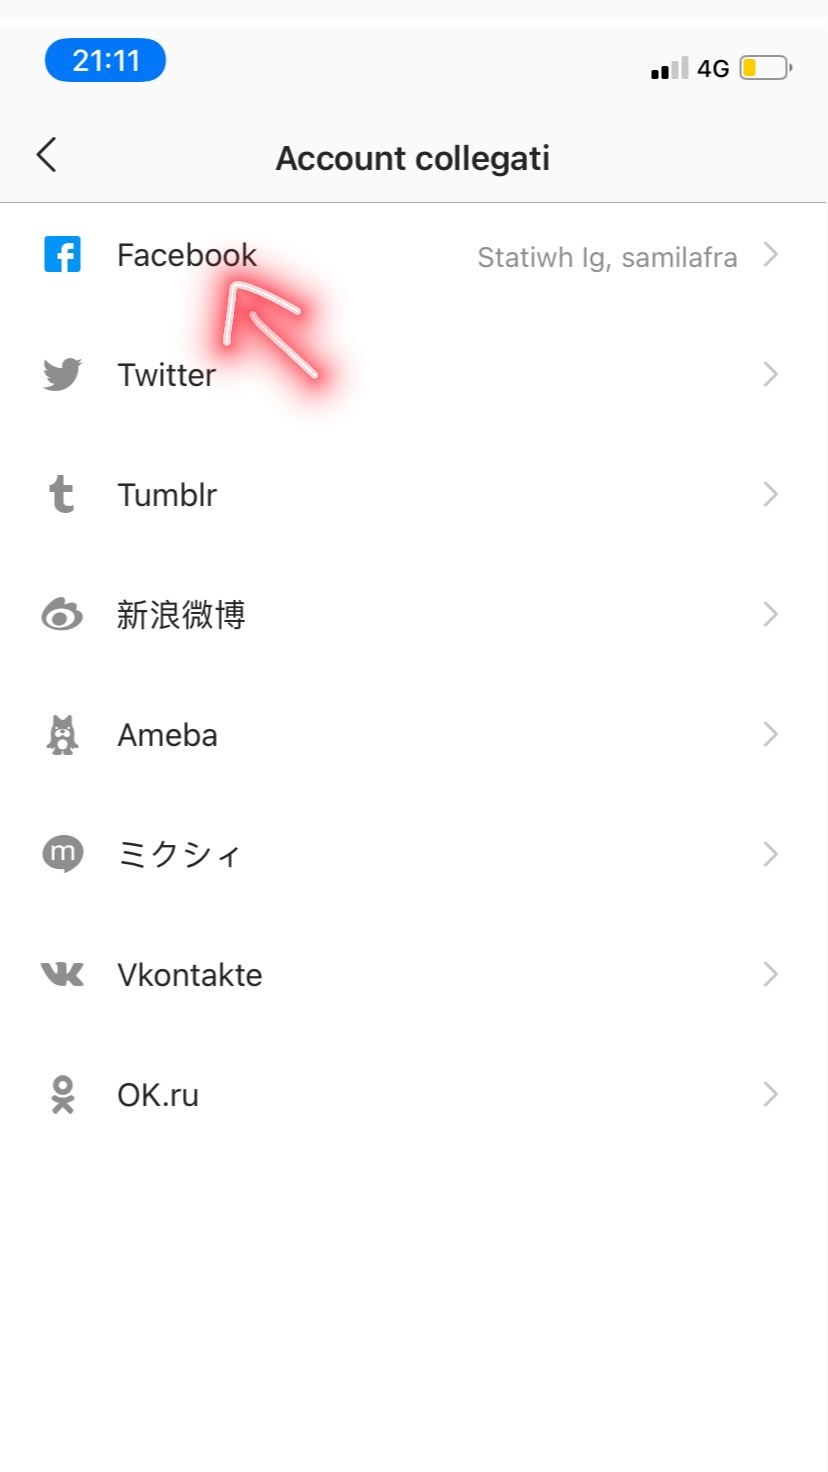 21:11
4G
Account collegati
Facebook
Statiwh Ig, samilafra
Twitter
Tumblr
新浪微博
Ameba
ミクシィ
Vkontakte
OK.ru